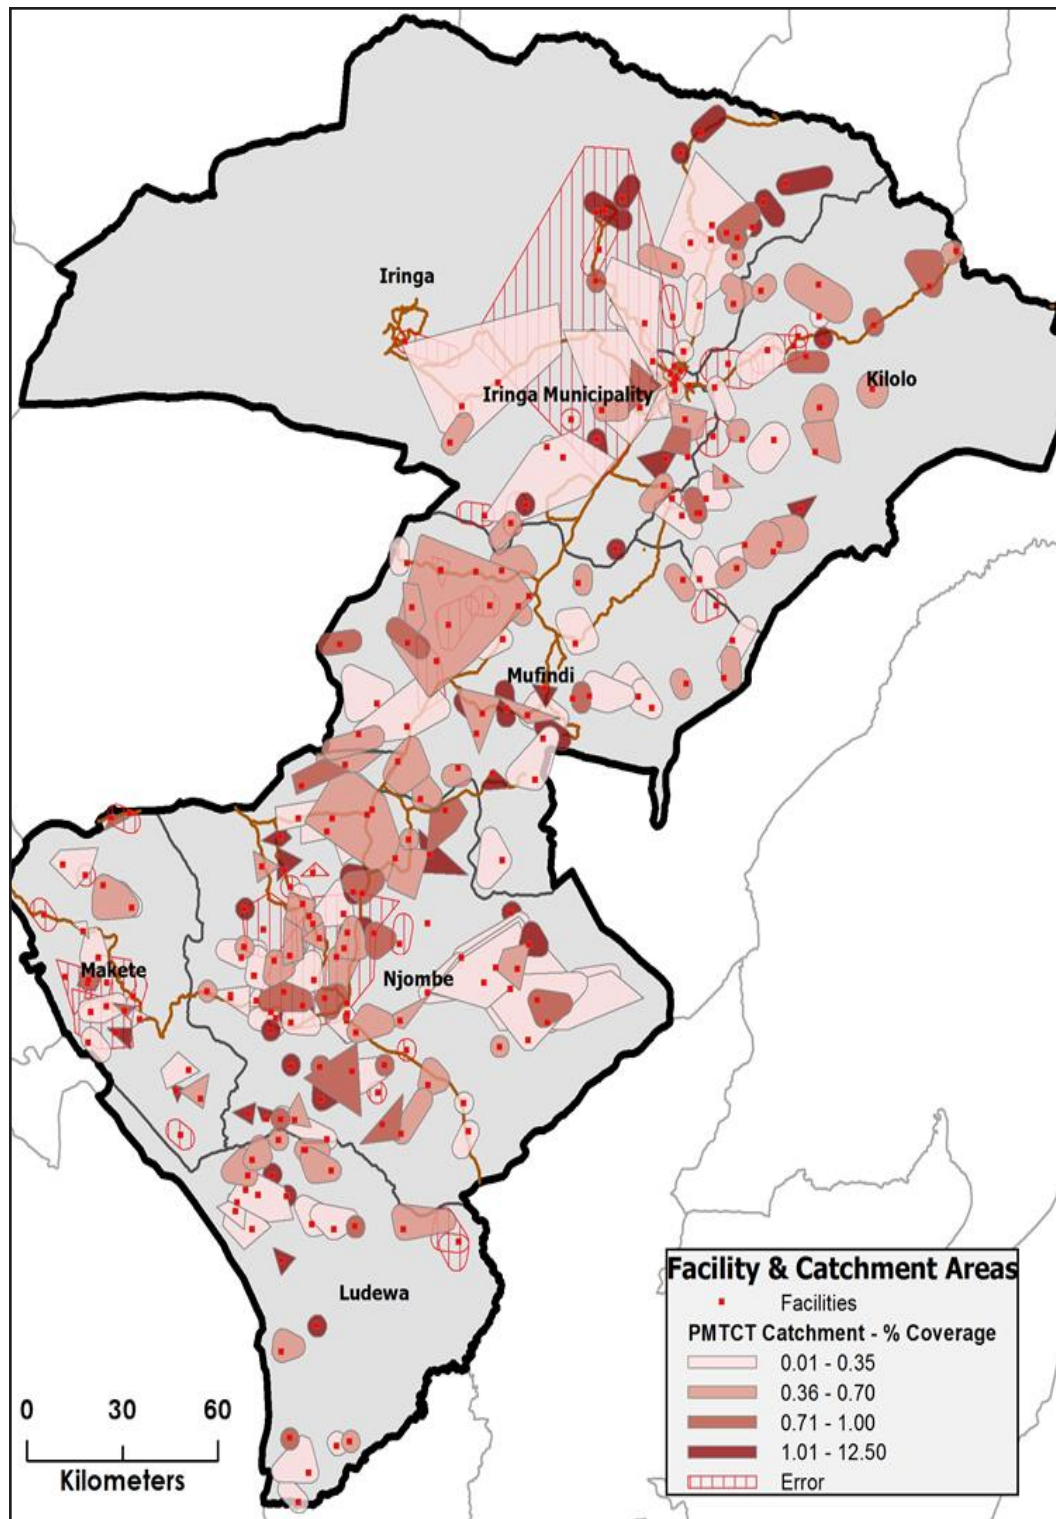 Iringa
Iringa Municipality
Kilolo
Mufindi
Makete
Njombe
Ludewa
Facility & Catchment Areas
Facilities
PMTCT Catchment - % Coverage
0.01 - 0.35
0.36 - 0.70
0.71 - 1.00
1.01 - 12.50
Error
0 30 60
Kilometers